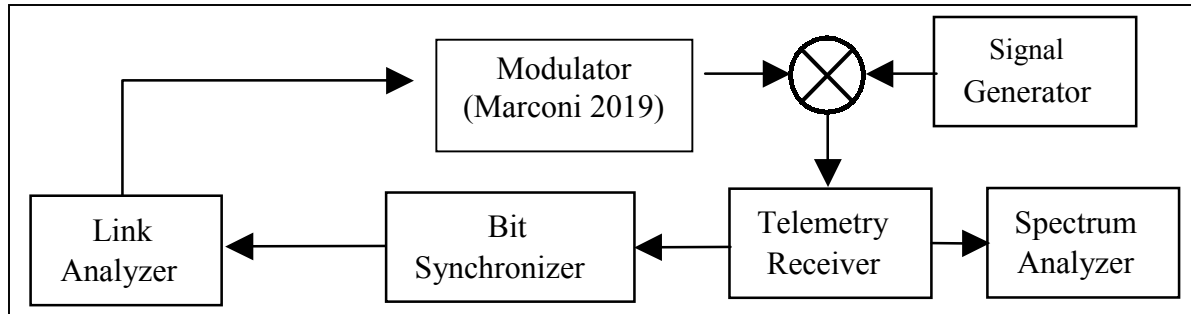 Modulator
(Marconi 2019)
Signal
Generator
Link
Analyzer
Bit
Synchronizer
Telemetry
Receiver
Spectrum
Analyzer